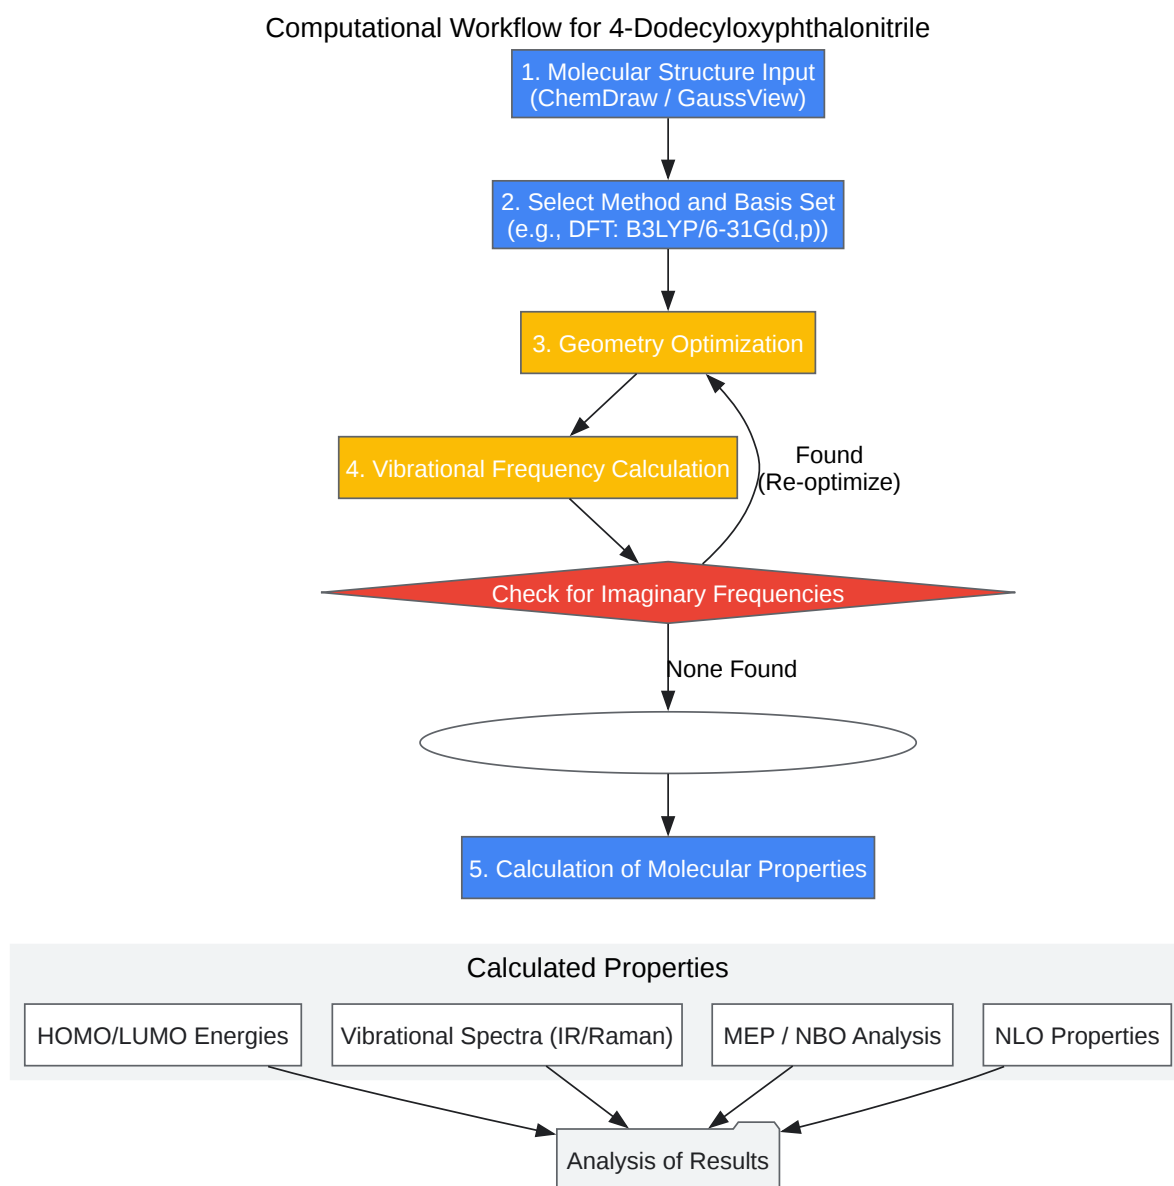 Computational Workflow for 4-Dodecyloxyphthalonitrile
1. Molecular Structure Input
(ChemDraw / GaussView)
2. Select Method and Basis Set
(e.g., DFT: B3LYP/6-31G(d,p))
3. Geometry Optimization
4. Vibrational Frequency Calculation
Found
(Re-optimize)
Check for Imaginary Frequencies
None Found
5. Calculation of Molecular Properties
Calculated Properties
HOMO/LUMO Energies
Vibrational Spectra (IR/Raman)
MEP / NBO Analysis
NLO Properties
Analysis of Results